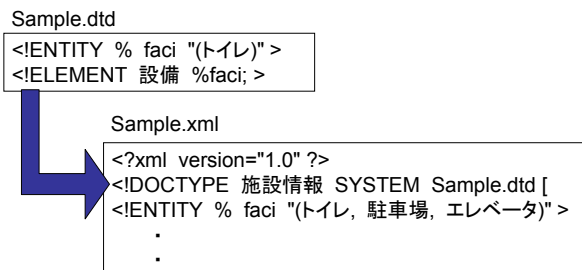 Sample.dtd
<!ENTITY % faci "(トイレ)" >
<!ELEMENT 設備 %faci; >
Sample.xml
<?xml version="1.0" ?>
<!DOCTYPE 施設情報 SYSTEM Sample.dtd [
<!ENTITY % faci "(トイレ, 駐車場, エレベータ)" >
・
・